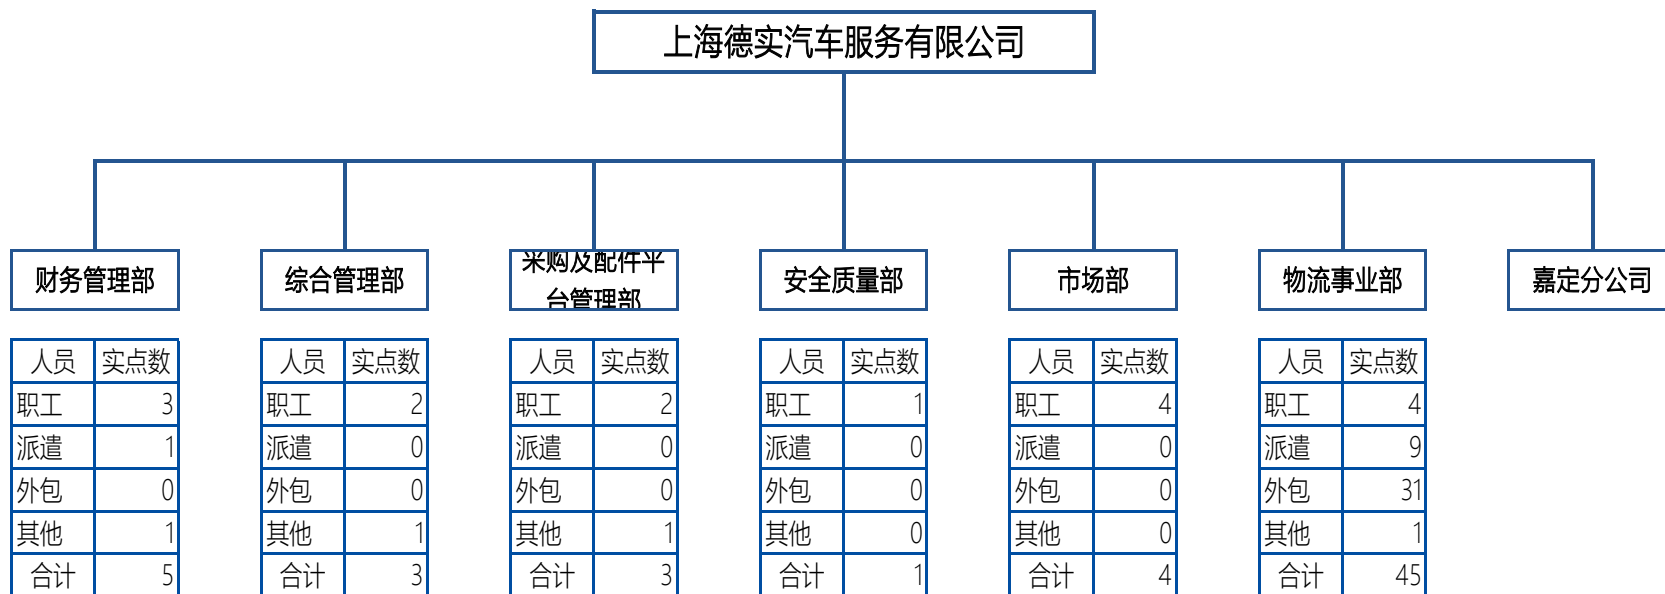 上海德实汽车服务有限公司
财务管理部
综合管理部
采购及配件平
台管理部
安全质量部
市场部
物流事业部
嘉定分公司
人员 实点数 人员 实点数 人员 实点数 人员 实点数 人员 实点数 人员 实点数
职工 3 职工 2 职工 2 职工 1 职工 4 职工 4
派遣 1 派遣 0 派遣 0 派遣 0 派遣 0 派遣 9
外包 0 外包 0 外包 0 外包 0 外包 0 外包 31
其他 1 其他 1 其他 1 其他 0 其他 0 其他 1
合计 5 合计 3 合计 3 合计 1 合计 4 合计 45